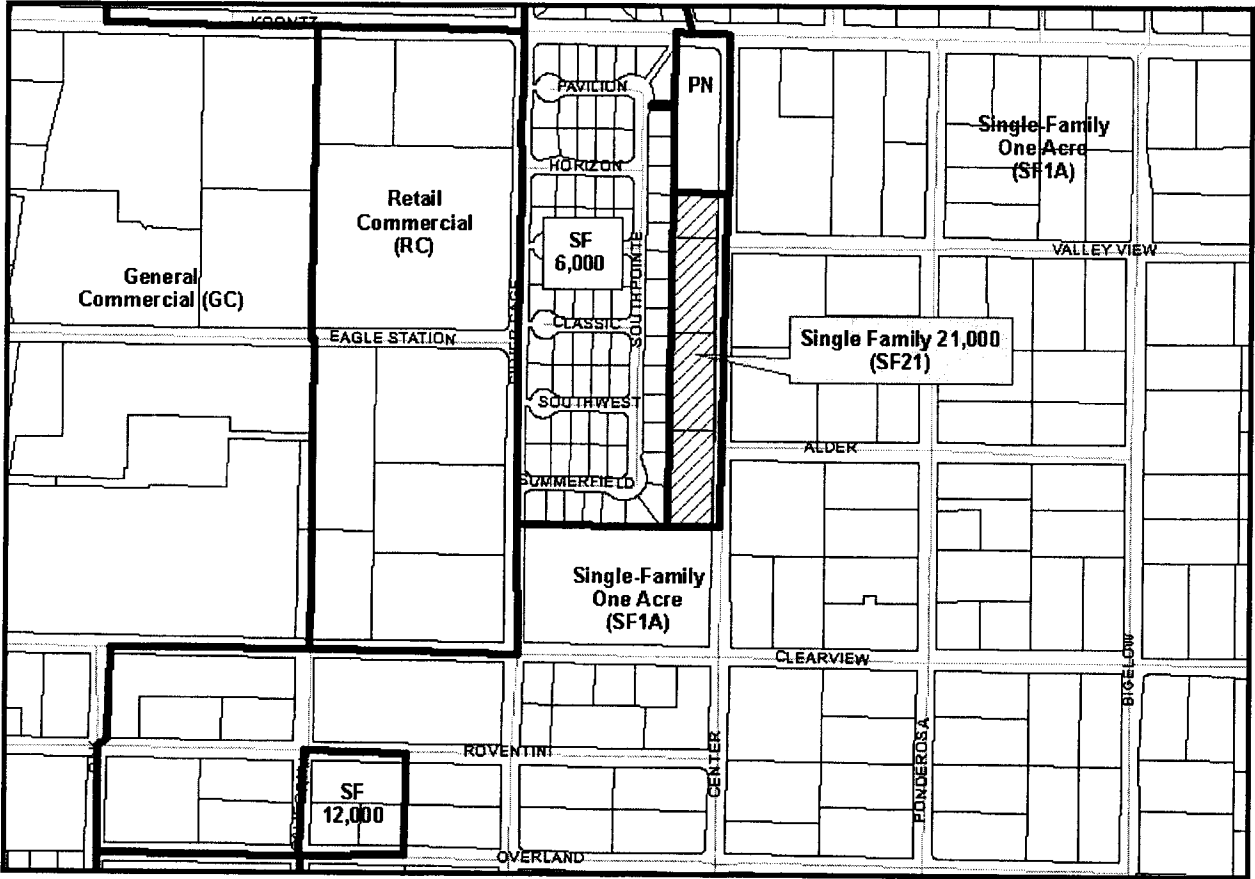 KOONTZ
PAVILION
PN
Single-Family
One Acre
(SF1A)
HORIZON
Retail
Commercial
(RC)
SF
6,000
SOUTHPOINTE
VALLEY VIEW
General
Commercial (GC)
CLASSIC
EAGLE STATION
Single Family 21,000
(SF21)
SOUTHWEST
ALDER
SUMMERFIELD
Single-Family
One Acre
(SF1A)
CLEARVIEW
BIGELOW
ROVENTINI
CENTER
PONDEROSA
SF
12,000
OVERLAND